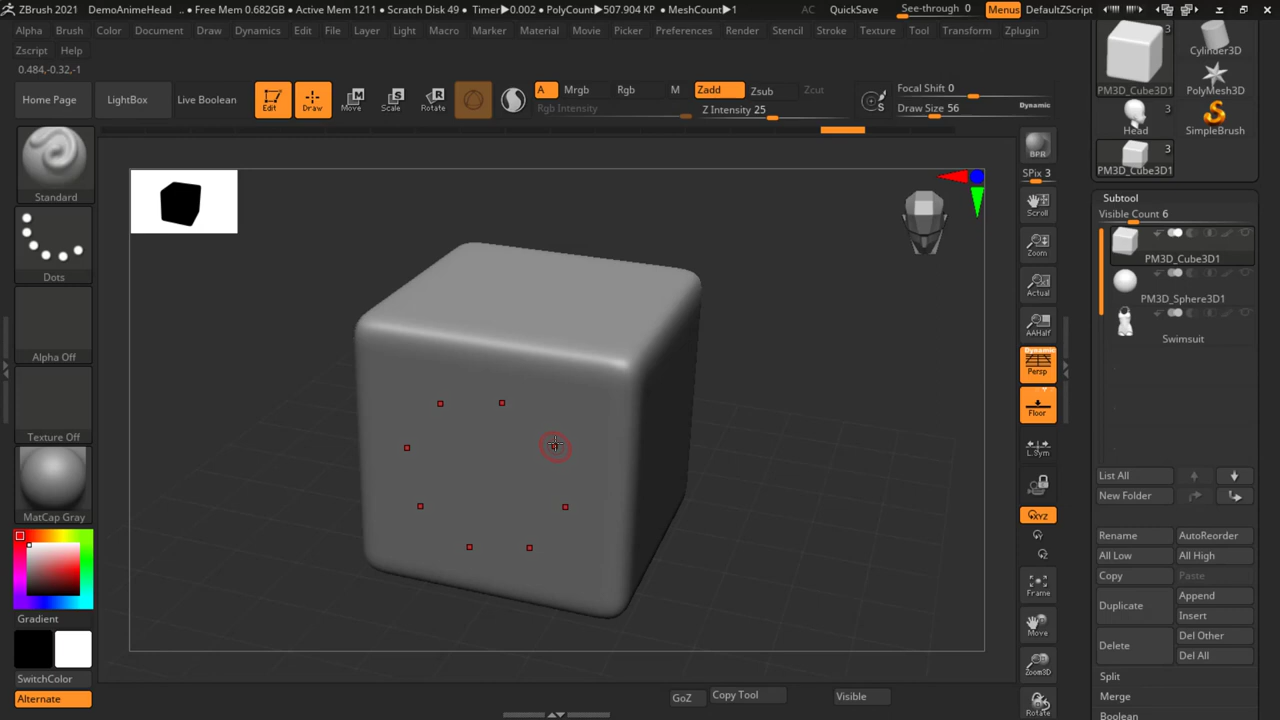 ZBrush 2021 DemoAnimeHead .. • Free Mem 0.682GB • Active Mem 1211 • Scratch Disk 49 • Timer▶0.002 • PolyCount▶507.904 KP • MeshCount▶1 AC QuickSave See-through 0 Menus DefaultZScript
Alpha Brush Color Document Draw Dynamics Edit File Layer Light Macro Marker Material Movie Picker Preferences Render Stencil Stroke Texture Tool Transform Zplugin
Zscript Help
0.484,-0.32,-1
Home Page LightBox Live Boolean Edit Draw Move Scale Rotate A Mrgb Rgb M Zadd Zsub Zcut Focal Shift 0
Rgb Intensity Z Intensity 25 Draw Size 56 Dynamic
Standard
Dots
Alpha Off
Texture Off
MatCap Gray
Gradient
SwitchColor
Alternate
BPR
SPix 3
Scroll
Zoom
Actual
AAHalf
Dynamic
Persp
Floor
L.Sym
XYZ
Frame
Move
Zoom3D
Rotate
3
PM3D_Cube3D1
Cylinder3D
PolyMesh3D
Head
SimpleBrush
3
PM3D_Cube3D1
Subtool
Visible Count 6
PM3D_Cube3D1
PM3D_Sphere3D1
Swimsuit
List All
New Folder
Rename AutoReorder
All Low All High
Copy Paste
Duplicate Append
Insert
Delete Del Other
Del All
Split
Merge
Boolean
GoZ Copy Tool Visible